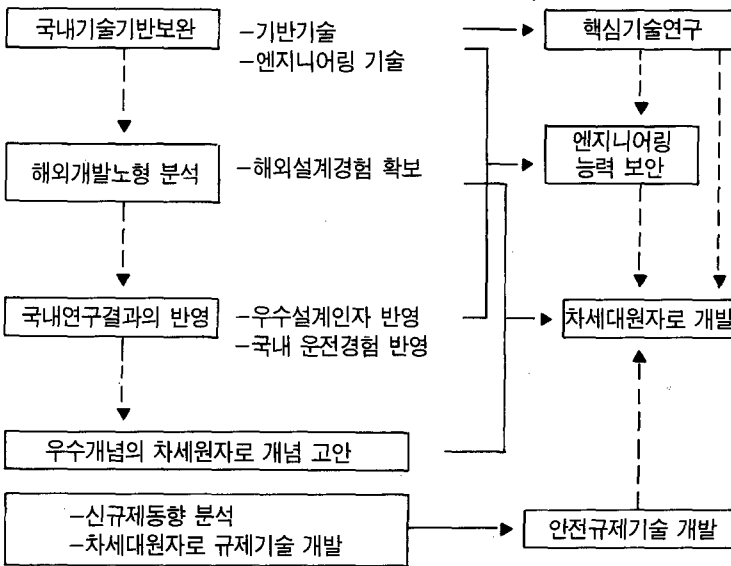 국내기술기반보완
-기반기술
-엔지니어링 기술
핵심기술연구
엔지니어링
능력 보안
해외개발노형 분석
-해외설계경험 확보
국내연구결과의 반영
-우수설계인자 반영
-국내 운전경험 반영
차세대원자로 개발
우수개념의 차세원자로 개념 고안
-신규제동향 분석
-차세대원자로 규제기술 개발
안전규제기술 개발